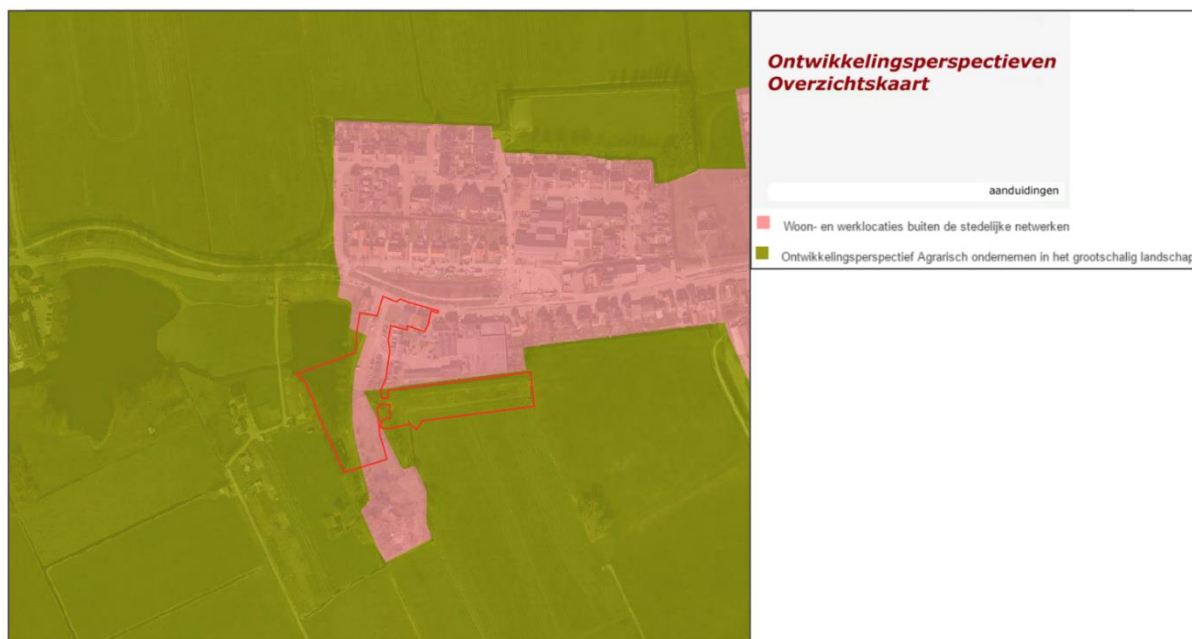 Ontwikkelingsperspectieven
Overzichtskaart
aanduidingen
Woon- en werklocaties buiten de stedelijke netwerken
Ontwikkelingsperspectief Agrarisch ondernemen in het grootschalig landschap